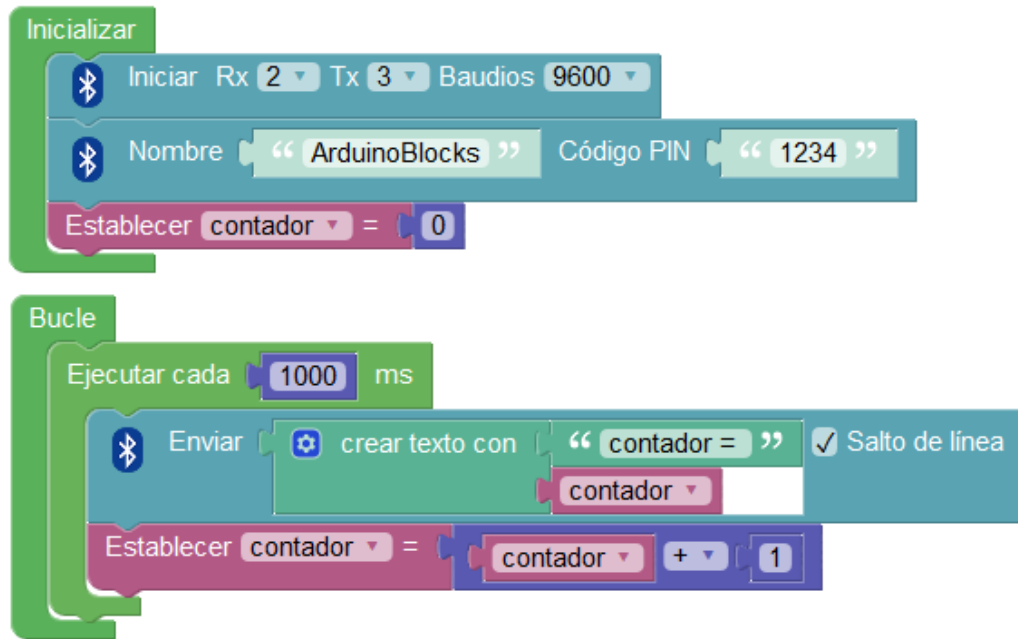 Inicializar
Iniciar Rx 2 Tx 3 Baudios 9600
Nombre “ ArduinoBlocks ” Código PIN “ 1234 ”
Establecer contador = 0
Bucle
Ejecutar cada 1000 ms
Enviar crear texto con “ contador = ” Salto de línea
contador
Establecer contador = contador + 1